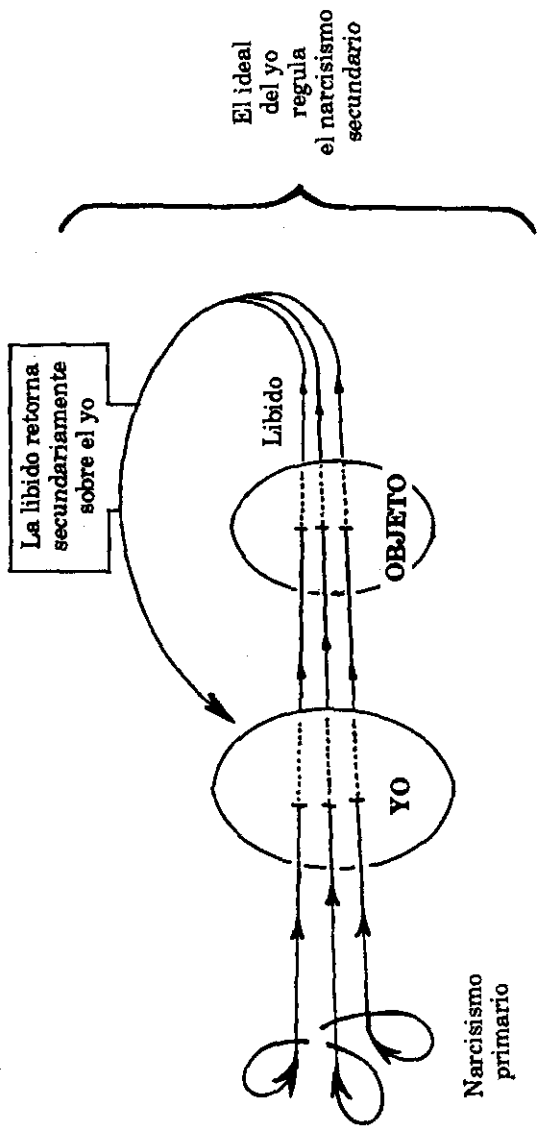 Narcisismo
primario
YO
OBJETO
Libido
La libido retorna
secundariamente
sobre el yo
El ideal
del yo
regula
el narcisismo
secundario